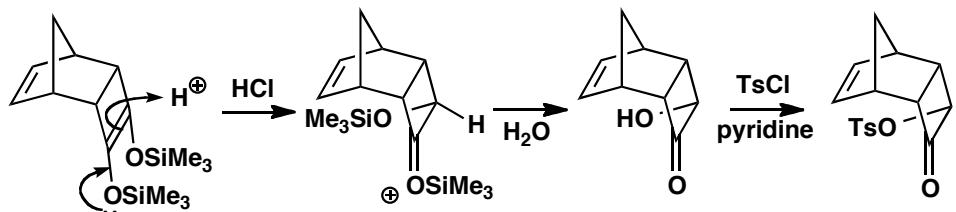 H⊕
OSiMe3
OSiMe3
HCl
Me3SiO
H
⊕
OSiMe3
H2O
HO
O
TsCl
pyridine
TsO
O